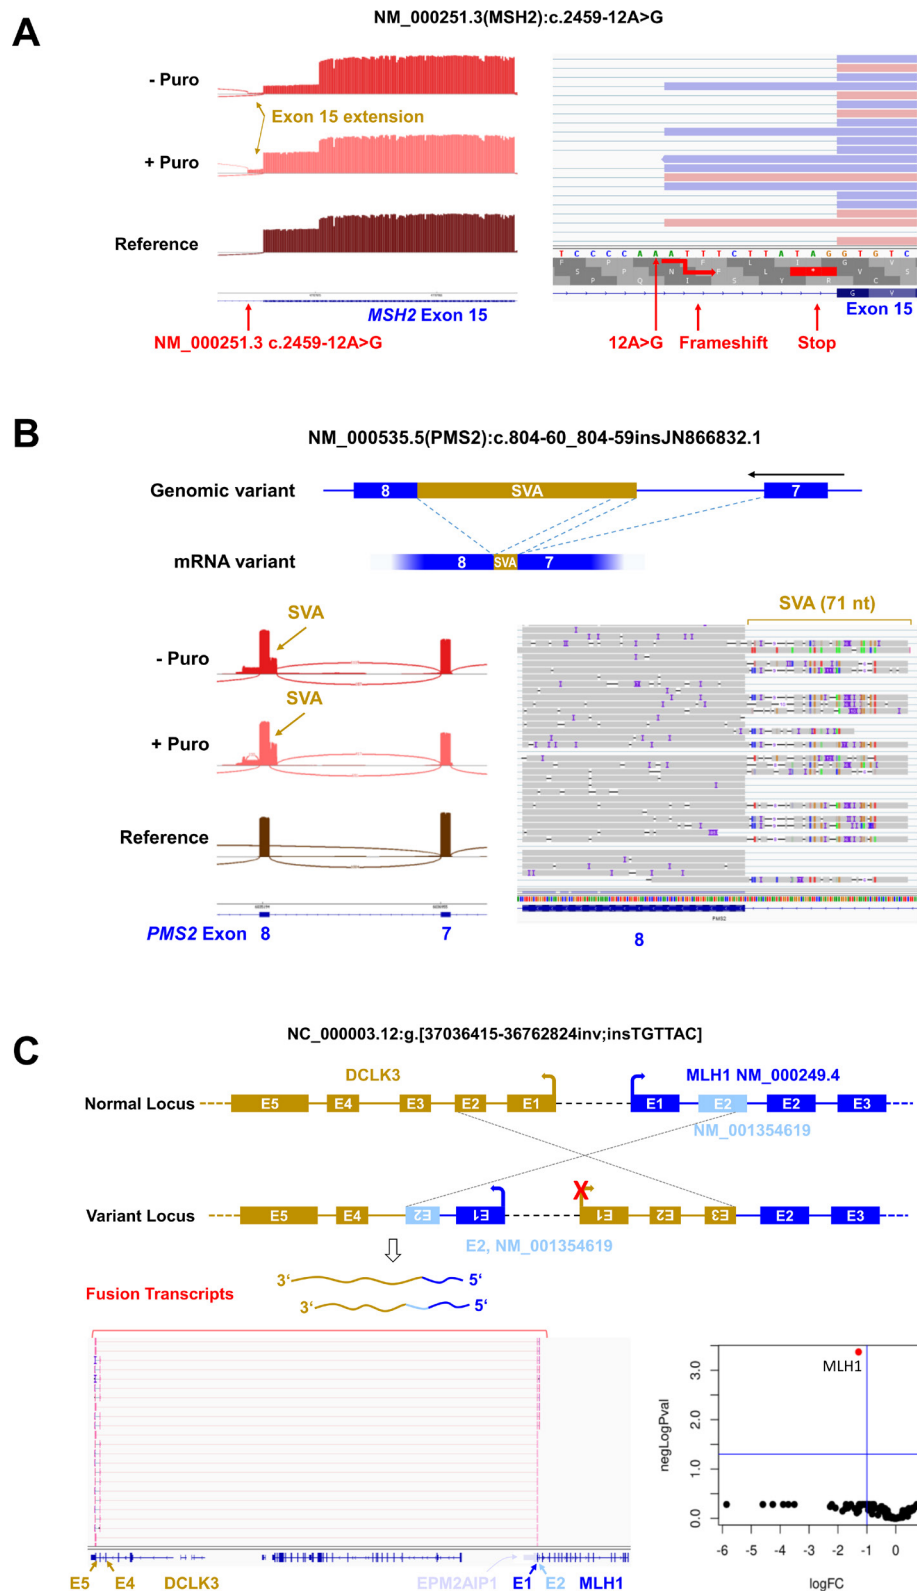 A
NM_000251.3(MSH2):c.2459-12A>G
- Puro
Exon 15 extension
+ Puro
Reference
MSH2 Exon 15
NM_000251.3 c.2459-12A>G
T C C C C A A A T T T C T T A T A G G T G T C
Exon 15
12A>G
Frameshift
Stop
B
NM_000535.5(PMS2):c.804-60_804-59insJN866832.1
Genomic variant
8
SVA
7
mRNA variant
8
SVA
7
SVA
- Puro
SVA
+ Puro
Reference
PMS2 Exon
8
7
SVA (71 nt)
PMS2
8
C
NC_000003.12:g.[37036415-36762824inv;insTGTTAC]
DCLK3
MLH1 NM_000249.4
Normal Locus
E5
E4
E3
E2
E1
E1
E2
E2
E3
NM_001354619
X
Variant Locus
E5
E4
E2
E1
E1
E2
E3
E2
E3
E2, NM_001354619
Fusion Transcripts
3‘
5‘
3‘
5‘
E5
E4
DCLK3
EPM2AIP1
E1
E2
MLH1
MLH1
negLogPval
3.0
2.0
1.0
0.0
-6
-5
-4
-3
-2
-1
0
logFC